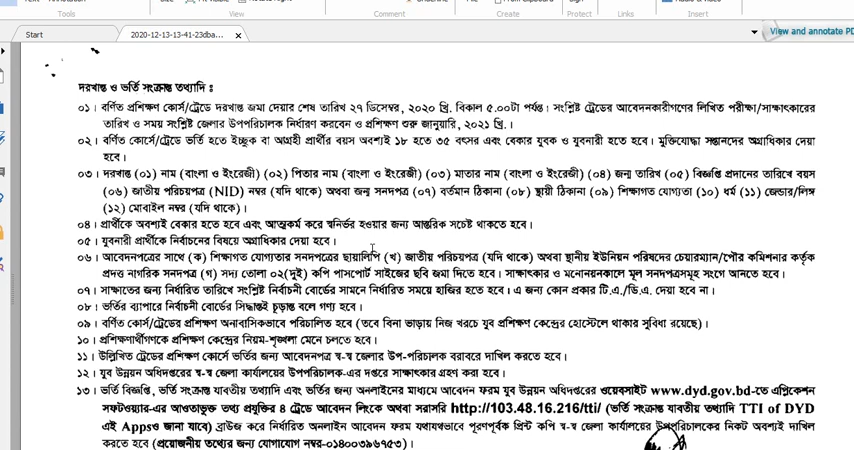 Tools
View
Comment
Create
Protect
Links
Insert
Start
2020-12-13-13-41-23dba...
View and annotate PD
দরখাস্ত ও ভর্তি সংক্রান্ত তথ্যাদি ঃ
০১। বর্ণিত প্রশিক্ষণ কোর্স/ট্রেডে দরখাস্ত জমা দেয়ার শেষ তারিখ ২৭ ডিসেম্বর, ২০২০ খ্রি. বিকাল ৫.০০টা পর্যন্ত। সংশ্লিষ্ট ট্রেডের আবেদনকারীগণের লিখিত পরীক্ষা/সাক্ষাৎকারের
তারিখ ও সময় সংশ্লিষ্ট জেলার উপপরিচালক নির্ধারণ করবেন ও প্রশিক্ষণ শুরু জানুয়ারি, ২০২১ খ্রি.।
০২। বর্ণিত কোর্সে/ট্রেডে ভর্তি হতে ইচ্ছুক বা আগ্রহী প্রার্থীর বয়স অবশ্যই ১৮ হতে ৩৫ বৎসর এবং বেকার যুবক ও যুবনারী হতে হবে। মুক্তিযোদ্ধা সন্তানদের অগ্রাধিকার দেয়া
হবে।
০৩। দরখাস্ত (০১) নাম (বাংলা ও ইংরেজী) (০২) পিতার নাম (বাংলা ও ইংরেজী) (০৩) মাতার নাম (বাংলা ও ইংরেজী) (০৪) জন্ম তারিখ (০৫) বিজ্ঞপ্তি প্রদানের তারিখে বয়স
(০৬) জাতীয় পরিচয়পত্র (NID) নম্বর (যদি থাকে) অথবা জন্ম সনদপত্র (০৭) বর্তমান ঠিকানা (০৮) স্থায়ী ঠিকানা (০৯) শিক্ষাগত যোগ্যতা (১০) ধর্ম (১১) জেন্ডার/লিঙ্গ
(১২) মোবাইল নম্বর (যদি থাকে)।
০৪। প্রার্থীকে অবশ্যই বেকার হতে হবে এবং আত্মকর্ম করে স্বনির্ভর হওয়ার জন্য আন্তরিক সচেষ্ট থাকতে হবে।
০৫। যুবনারী প্রার্থীকে নির্বাচনের বিষয়ে অগ্রাধিকার দেয়া হবে।
০৬। আবেদনপত্রের সাথে (ক) শিক্ষাগত যোগ্যতার সনদপত্রের ছায়ালিপি (খ) জাতীয় পরিচয়পত্র (যদি থাকে) অথবা স্থানীয় ইউনিয়ন পরিষদের চেয়ারম্যান/পৌর কমিশনার কর্তৃক
প্রদত্ত নাগরিক সনদপত্র (গ) সদ্য তোলা ০২(দুই) কপি পাসপোর্ট সাইজের ছবি জমা দিতে হবে। সাক্ষাৎকার ও মনোনয়নকালে মূল সনদপত্রসমূহ সংগে আনতে হবে।
০৭। সাক্ষাতের জন্য নির্ধারিত তারিখে সংশ্লিষ্ট নির্বাচনী বোর্ডের সামনে নির্ধারিত সময়ে হাজির হতে হবে। এ জন্য কোন প্রকার টি.এ./ডি.এ. দেয়া হবে না।
০৮। ভর্তির ব্যাপারে নির্বাচনী বোর্ডের সিদ্ধান্তই চূড়ান্ত বলে গণ্য হবে।
০৯। বর্ণিত কোর্স/ট্রেডের প্রশিক্ষণ অনাবাসিকভাবে পরিচালিত হবে (তবে বিনা ভাড়ায় নিজ খরচে যুব প্রশিক্ষণ কেন্দ্রের হোস্টেলে থাকার সুবিধা রয়েছে)।
১০। প্রশিক্ষণার্থীগণকে প্রশিক্ষণ কেন্দ্রের নিয়ম-শৃঙ্খলা মেনে চলতে হবে।
১১। উল্লিখিত ট্রেডের প্রশিক্ষণ কোর্সে ভর্তির জন্য আবেদনপত্র স্ব-স্ব জেলার উপ-পরিচালক বরাবরে দাখিল করতে হবে।
১২। যুব উন্নয়ন অধিদপ্তরের স্ব-স্ব জেলা কার্যালয়ের উপপরিচালক-এর দপ্তরে সাক্ষাৎকার গ্রহণ করা হবে।
১৩। ভর্তি বিজ্ঞপ্তি, ভর্তি সংক্রান্ত যাবতীয় তথ্যাদি এবং ভর্তির জন্য অনলাইনের মাধ্যমে আবেদন ফরম যুব উন্নয়ন অধিদপ্তরের ওয়েবসাইট www.dyd.gov.bd-তে এপ্লিকেশন
সফটওয়্যার-এর আওতাভূক্ত তথ্য প্রযুক্তির ৪ ট্রেডে আবেদন লিংকে অথবা সরাসরি http://103.48.16.216/tti/ (ভর্তি সংক্রান্ত যাবতীয় তথ্যাদি TTI of DYD
এই Appsও জানা যাবে) ব্রাউজ করে নির্ধারিত অনলাইন আবেদন ফরম যথাযথভাবে পূরণপূর্বক প্রিন্ট কপি স্ব-স্ব জেলা কার্যালয়ের উপপরিচালকের নিকট অবশ্যই দাখিল
করতে হবে (প্রয়োজনীয় তথ্যের জন্য যোগাযোগ নম্বর-০১৪০০৩৯৬৭৫৩)।